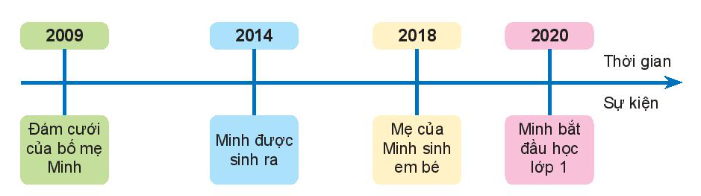 2009
2014
2018
2020
Thời gian
Sự kiện
Đám cưới
của bố mẹ
Minh
Minh được
sinh ra
Mẹ của
Minh sinh
em bé
Minh bắt
đầu học
lớp 1